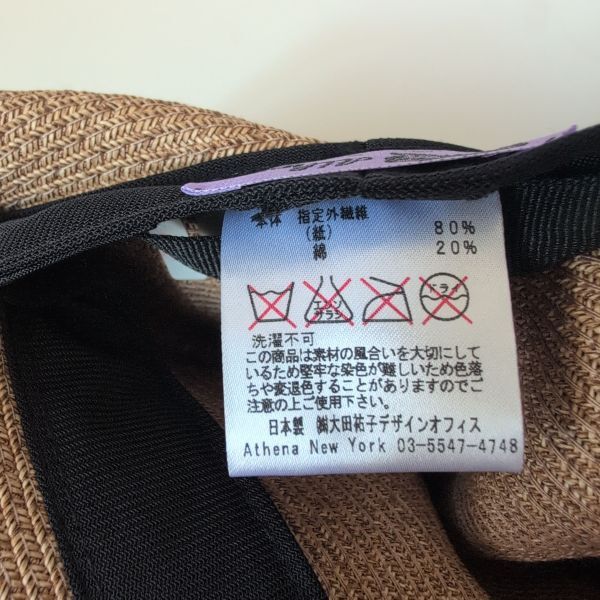 本体 指定外繊維
(紙) 80%
綿 20%
エンソ
サラシ
ドライ
洗濯不可
この商品は素材の風合いを大切にして
いるため堅牢な染色が難しいため色落
ちや変退色することがありますのでご
注意の上ご使用下さい。
日本製 ㈱大田祐子デザインオフィス
Athena New York 03-5547-4748